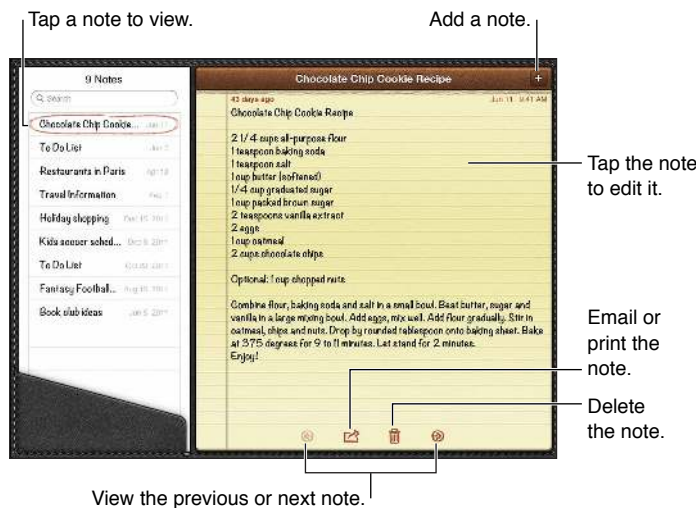 Tap a note to view.
Add a note.
9 Notes
Chocolate Chip Cookie Recipe
+
Search
43 days ago
Jun 11 9:41 AM
Chocolate Chip Cookie... Jun 11
Chocolate Chip Cookie Recipe
To Do List
Restaurants in Paris
Travel Information
Holiday shopping
Kids soccer sched...
To Do List
Fantasy Football...
Book club ideas
2 1/4 cups all-purpose flour
1 teaspoon baking soda
1 teaspoon salt
1 cup butter (softened)
1/4 cup graduated sugar
1 cup packed brown sugar
2 teaspoons vanilla extract
2 eggs
1 cup oatmeal
2 cups chocolate chips
Optional: 1 cup chopped nuts
Combine flour, baking soda and salt in a small bowl. Beat butter, sugar and
vanilla in a large mixing bowl. Add eggs, mix well. Add flour gradually. Stir in
oatmeal, chips and nuts. Drop by rounded tablespoon onto baking sheet. Bake
at 375 degrees for 9 to 11 minutes. Let stand for 2 minutes.
Enjoy!
Tap the note
to edit it.
Email or
print the
note.
Delete
the note.
View the previous or next note.